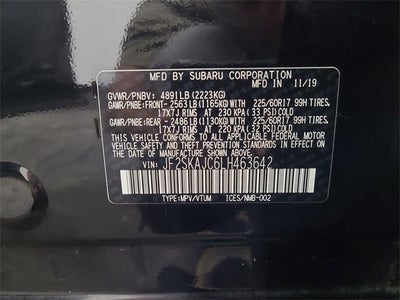 MFD BY SUBARU CORPORATION
MADE IN 11/19
GVWR/PNBV: 4891LB (2223KG)
GAWR/PNBE: FRONT- 2563LB (1165KG) WITH 225/60R17 99H TIRES.
17X7J RIMS AT 230 KPA (33 PSI) COLD
GAWR/PNBE: REAR - 2486LB (1130KG) WITH 225/60R17 99H TIRES.
17X7J RIMS AT 220 KPA (32 PSI) COLD
THIS VEHICLE CONFORMS TO ALL APPLICABLE FEDERAL MOTOR
VEHICLE SAFETY AND THEFT PREVENTION STANDARDS
IN EFFECT ON THE DATE OF MANUFACTURE SHOWN ABOVE.
VIN: JF2SKAJC6LH463642
TYPE:MPV/VTUM ICES/NMB-002